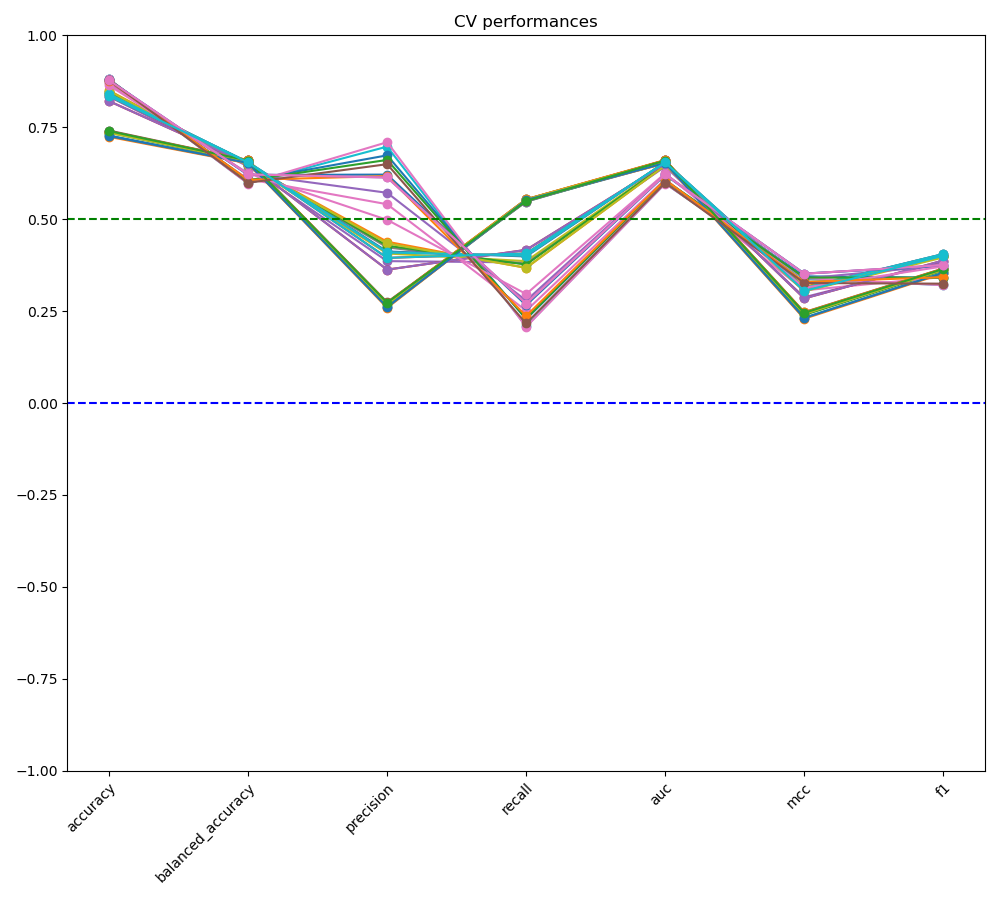 CV performances
1.00
0.75
0.50
0.25
0.00
−0.25
−0.50
−0.75
−1.00
accuracy
balanced_accuracy
precision
recall
auc
mcc
f1